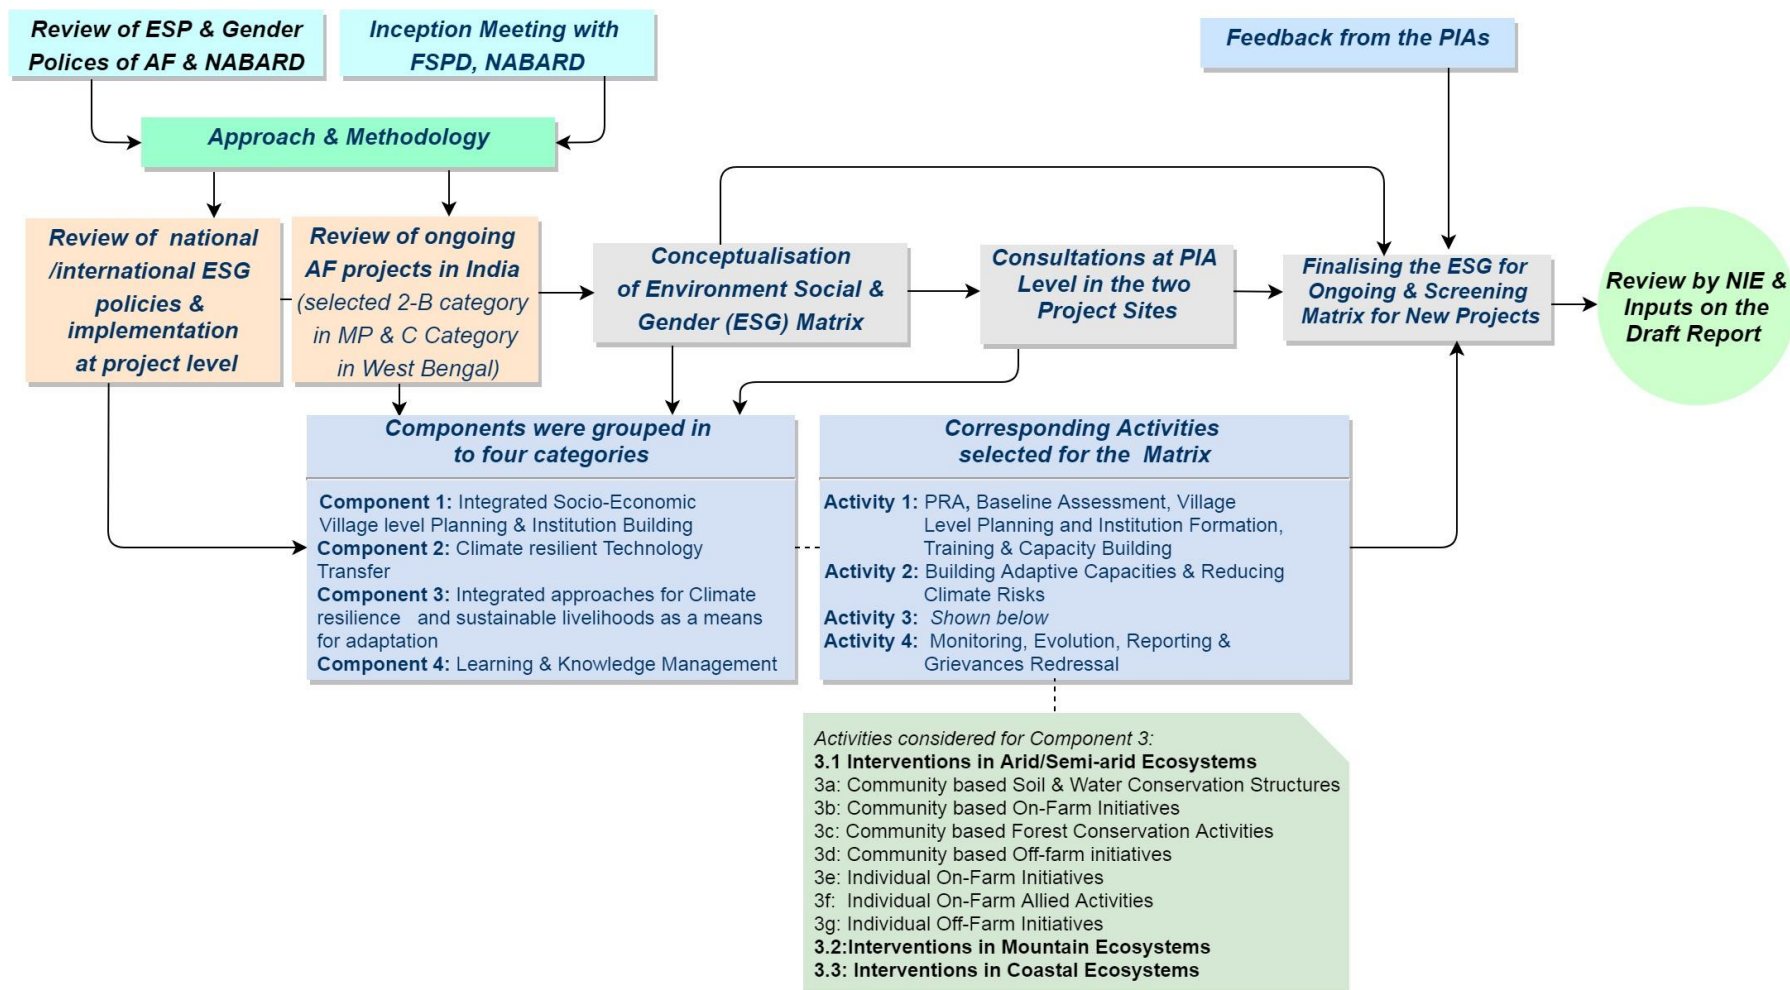 Review of ESP & Gender
Polices of AF & NABARD
Inception Meeting with
FSPD, NABARD
Feedback from the PIAs
Approach & Methodology
Review of national
/international ESG
policies &
implementation
at project level
Review of ongoing
AF projects in India
(selected 2-B category
in MP & C Category
in West Bengal)
Conceptualisation
of Environment Social &
Gender (ESG) Matrix
Consultations at PIA
Level in the two
Project Sites
Finalising the ESG for
Ongoing & Screening
Matrix for New Projects
Review by NIE &
Inputs on the
Draft Report
Components were grouped in
to four categories
Component 1: Integrated Socio-Economic
Village level Planning & Institution Building
Component 2: Climate resilient Technology
Transfer
Component 3: Integrated approaches for Climate
resilience and sustainable livelihoods as a means
for adaptation
Component 4: Learning & Knowledge Management
Corresponding Activities
selected for the Matrix
Activity 1: PRA, Baseline Assessment, Village
Level Planning and Institution Formation,
Training & Capacity Building
Activity 2: Building Adaptive Capacities & Reducing
Climate Risks
Activity 3: Shown below
Activity 4: Monitoring, Evolution, Reporting &
Grievances Redressal
Activities considered for Component 3:
3.1 Interventions in Arid/Semi-arid Ecosystems
3a: Community based Soil & Water Conservation Structures
3b: Community based On-Farm Initiatives
3c: Community based Forest Conservation Activities
3d: Community based Off-farm initiatives
3e: Individual On-Farm Initiatives
3f: Individual On-Farm Allied Activities
3g: Individual Off-Farm Initiatives
3.2:Interventions in Mountain Ecosystems
3.3: Interventions in Coastal Ecosystems